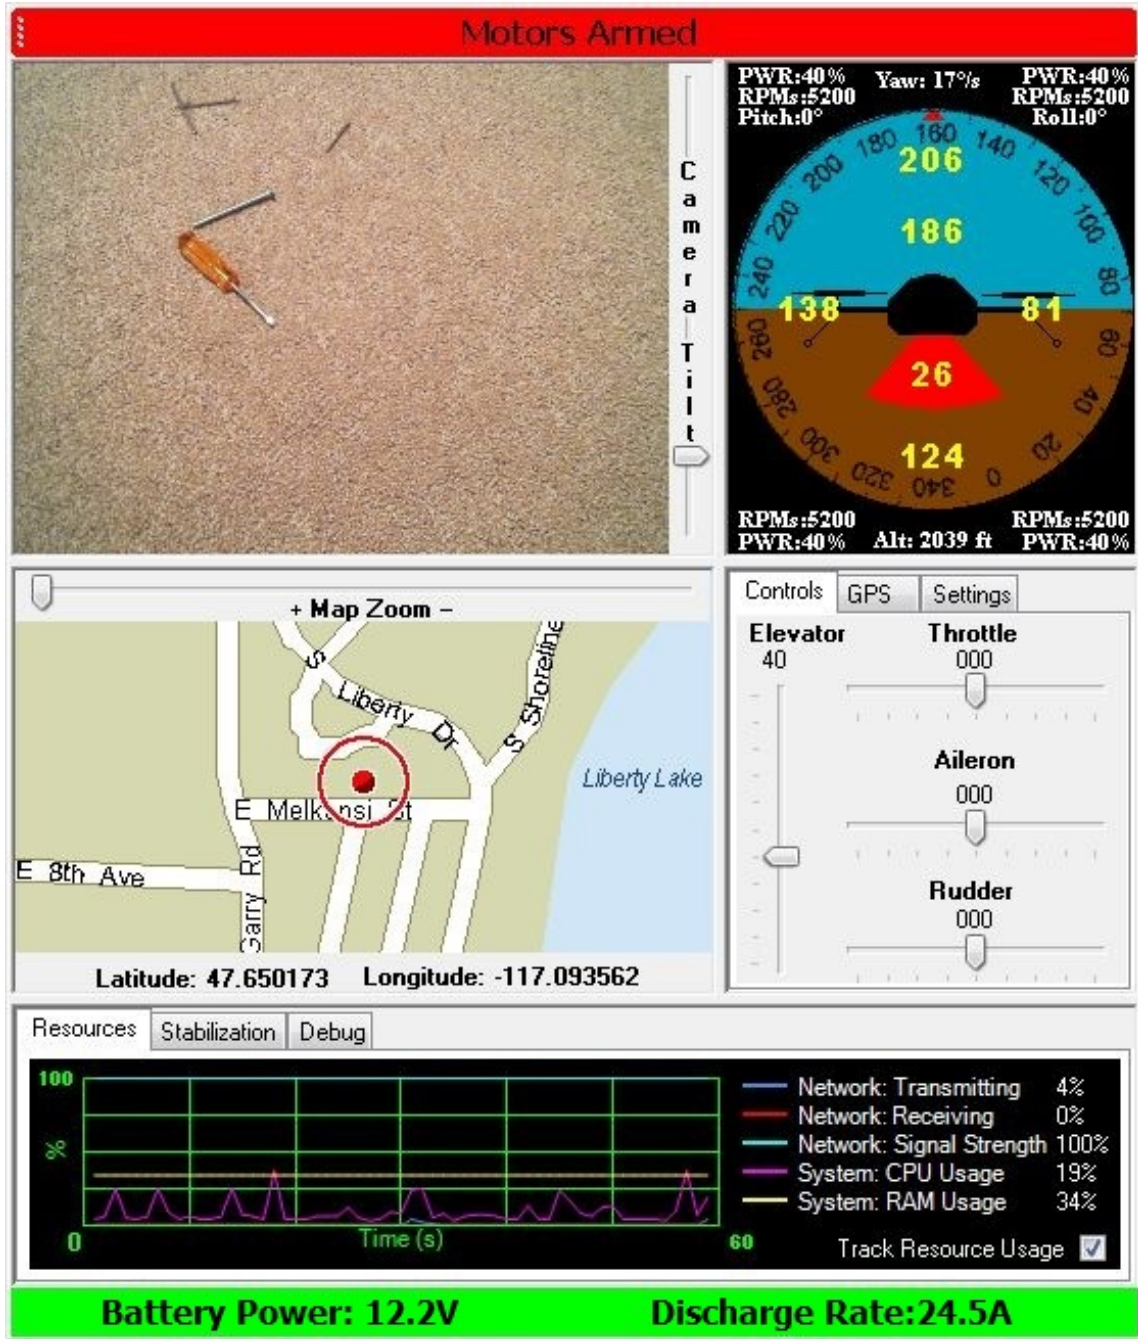 Motors Armed
Camera Tilt
PWR:40% Yaw: 17°/s PWR:40%
RPMs:5200 RPMs:5200
Pitch:0° Roll:0°
200 180 160 140 120
220 206 100
240 186 80
138 81
260 60
280 26 40
300 124 20
320 340 0
RPMs:5200 RPMs:5200
PWR:40% Alt: 2039 ft PWR:40%
+ Map Zoom -
S Liberty Dr
S Shoreline
Liberty Lake
E Melkansi St
E 8th Ave
Garry Rd
Latitude: 47.650173 Longitude: -117.093562
Controls GPS Settings
Elevator Throttle
40 000
Aileron
000
Rudder
000
Resources Stabilization Debug
100
%
0 Time (s) 60
Network: Transmitting 4%
Network: Receiving 0%
Network: Signal Strength 100%
System: CPU Usage 19%
System: RAM Usage 34%
Track Resource Usage
Battery Power: 12.2V Discharge Rate:24.5A